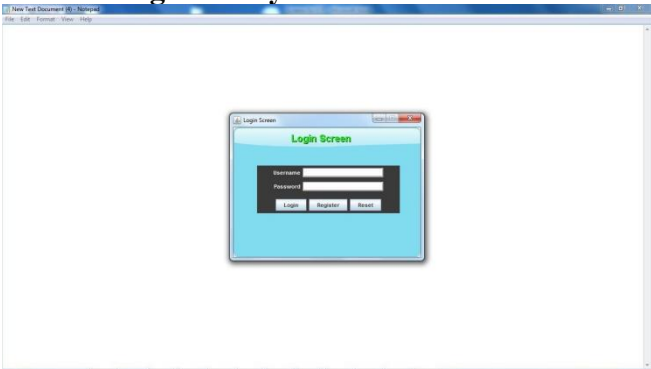 New Text Document (4) - Notepad
File Edit Format View Help
Login Screen
Login Screen
Username
Password
Login Register Reset